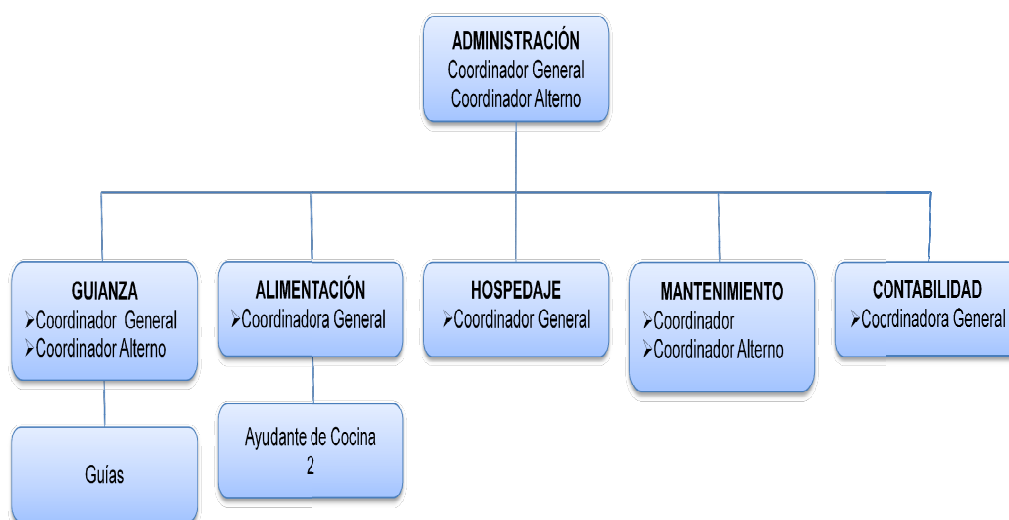 ADMINISTRACIÓN
Coordinador General
Coordinador Alterno
GUIANZA
➢Coordinador General
➢Coordinador Alterno
ALIMENTACIÓN
➢Coordinadora General
HOSPEDAJE
➢Coordinador General
MANTENIMIENTO
➢Coordinador
➢Coordinador Alterno
CONTABILIDAD
➢Coordinadora General
Guías
Ayudante de Cocina
2